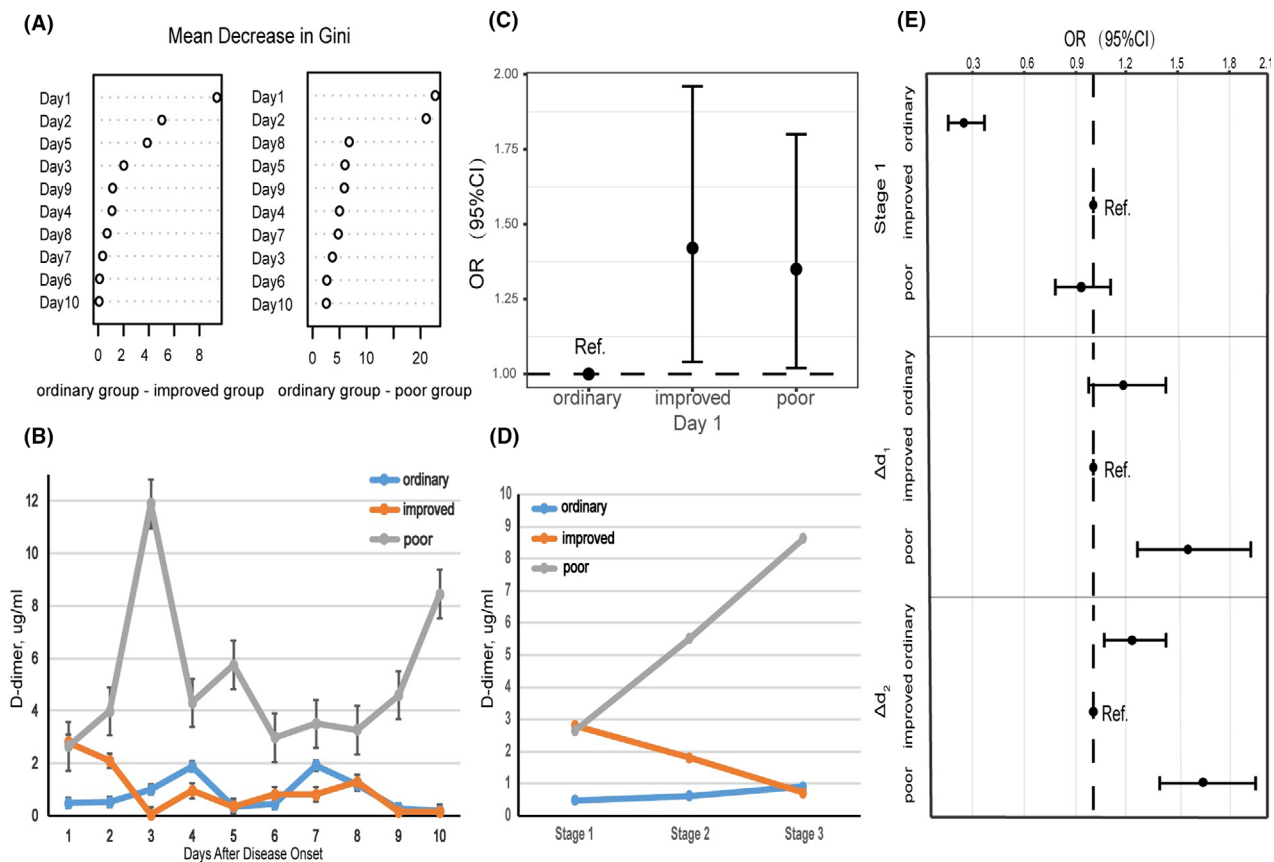 (A)
Mean Decrease in Gini
Day1
Day2
Day5
Day3
Day9
Day4
Day8
Day7
Day6
Day10
0 2 4 6 8
ordinary group - improved group
Day1
Day2
Day8
Day5
Day9
Day4
Day7
Day3
Day6
Day10
0 5 10 20
ordinary group - poor group
(C)
OR (95%CI)
2.00
1.75
1.50
1.25
1.00
Ref.
ordinary improved poor
Day 1
(E)
OR (95%CI)
0.3 0.6 0.9 1.2 1.5 1.8 2.1
Stage 1
ordinary
improved
Ref.
poor
Δd1
ordinary
improved
Ref.
poor
Δd2
ordinary
improved
Ref.
poor
(B)
D-dimer, ug/ml
12
10
8
6
4
2
0
ordinary
improved
poor
1 2 3 4 5 6 7 8 9 10
Days After Disease Onset
(D)
D-dimer, ug/ml
10
9
8
7
6
5
4
3
2
1
0
ordinary
improved
poor
Stage 1 Stage 2 Stage 3